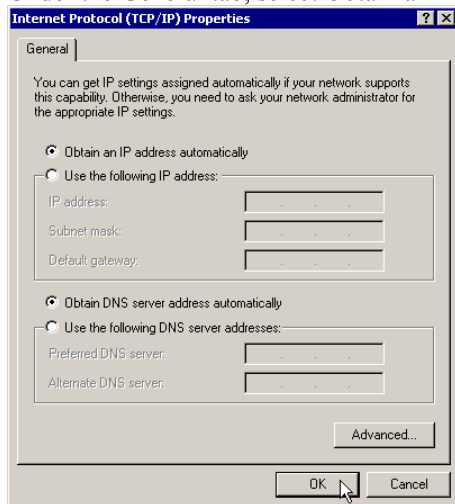 Internet Protocol (TCP/IP) Properties
General
You can get IP settings assigned automatically if your network supports
this capability. Otherwise, you need to ask your network administrator for
the appropriate IP settings.
Obtain an IP address automatically
Use the following IP address:
IP address:
Subnet mask:
Default gateway:
Obtain DNS server address automatically
Use the following DNS server addresses:
Preferred DNS server:
Alternate DNS server:
Advanced...
OK
Cancel